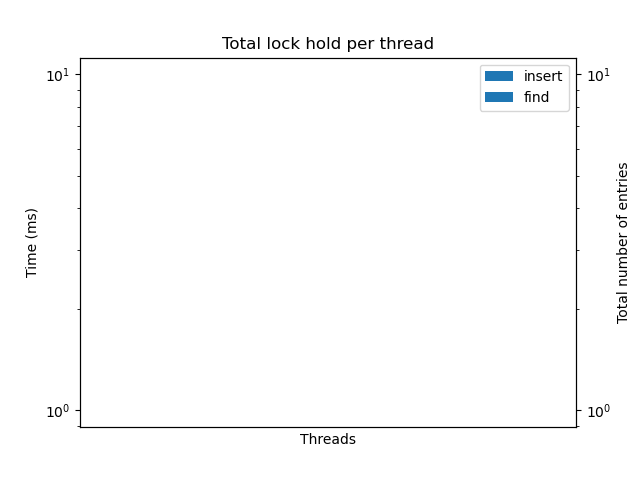 Total lock hold per thread
10¹
10¹
insert
find
Time (ms)
Total number of entries
10⁰
10⁰
Threads